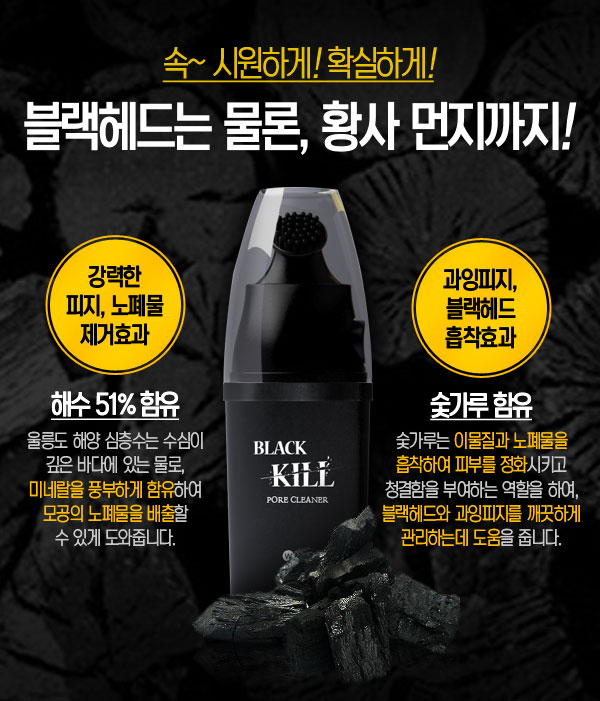 속~ 시원하게! 확실하게!
블랙헤드는 물론, 황사 먼지까지!
강력한
피지, 노폐물
제거효과
해수 51% 함유
울릉도 해양 심층수는 수심이
깊은 바다에 있는 물로,
미네랄을 풍부하게 함유하여
모공의 노폐물을 배출할
수 있게 도와줍니다.
과잉피지,
블랙헤드
흡착효과
숯가루 함유
숯가루는 이물질과 노폐물을
흡착하여 피부를 정화시키고
청결함을 부여하는 역할을 하여,
블랙헤드와 과잉피지를 깨끗하게
관리하는데 도움을 줍니다.
BLACK
KILL
PORE CLEANER